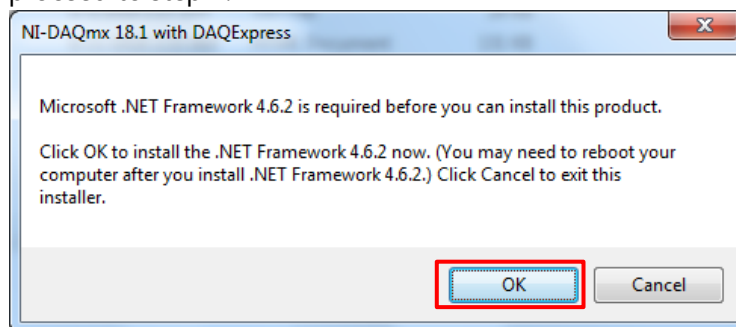 NI-DAQmx 18.1 with DAQExpress
Microsoft .NET Framework 4.6.2 is required before you can install this product.
Click OK to install the .NET Framework 4.6.2 now. (You may need to reboot your
computer after you install .NET Framework 4.6.2.) Click Cancel to exit this
installer.
OK
Cancel